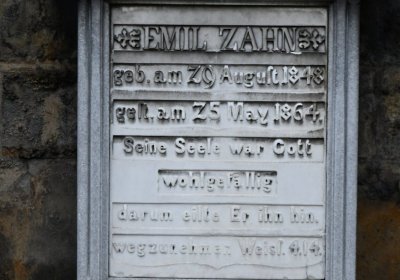 EMIL ZAHN
geb. am 29 August 1848
gest. am 25 May 1864.
Seine Seele war Gott
wohlgefällig
darum eilte Er ihn hin.
wegzunehmen Weish. 4,14.